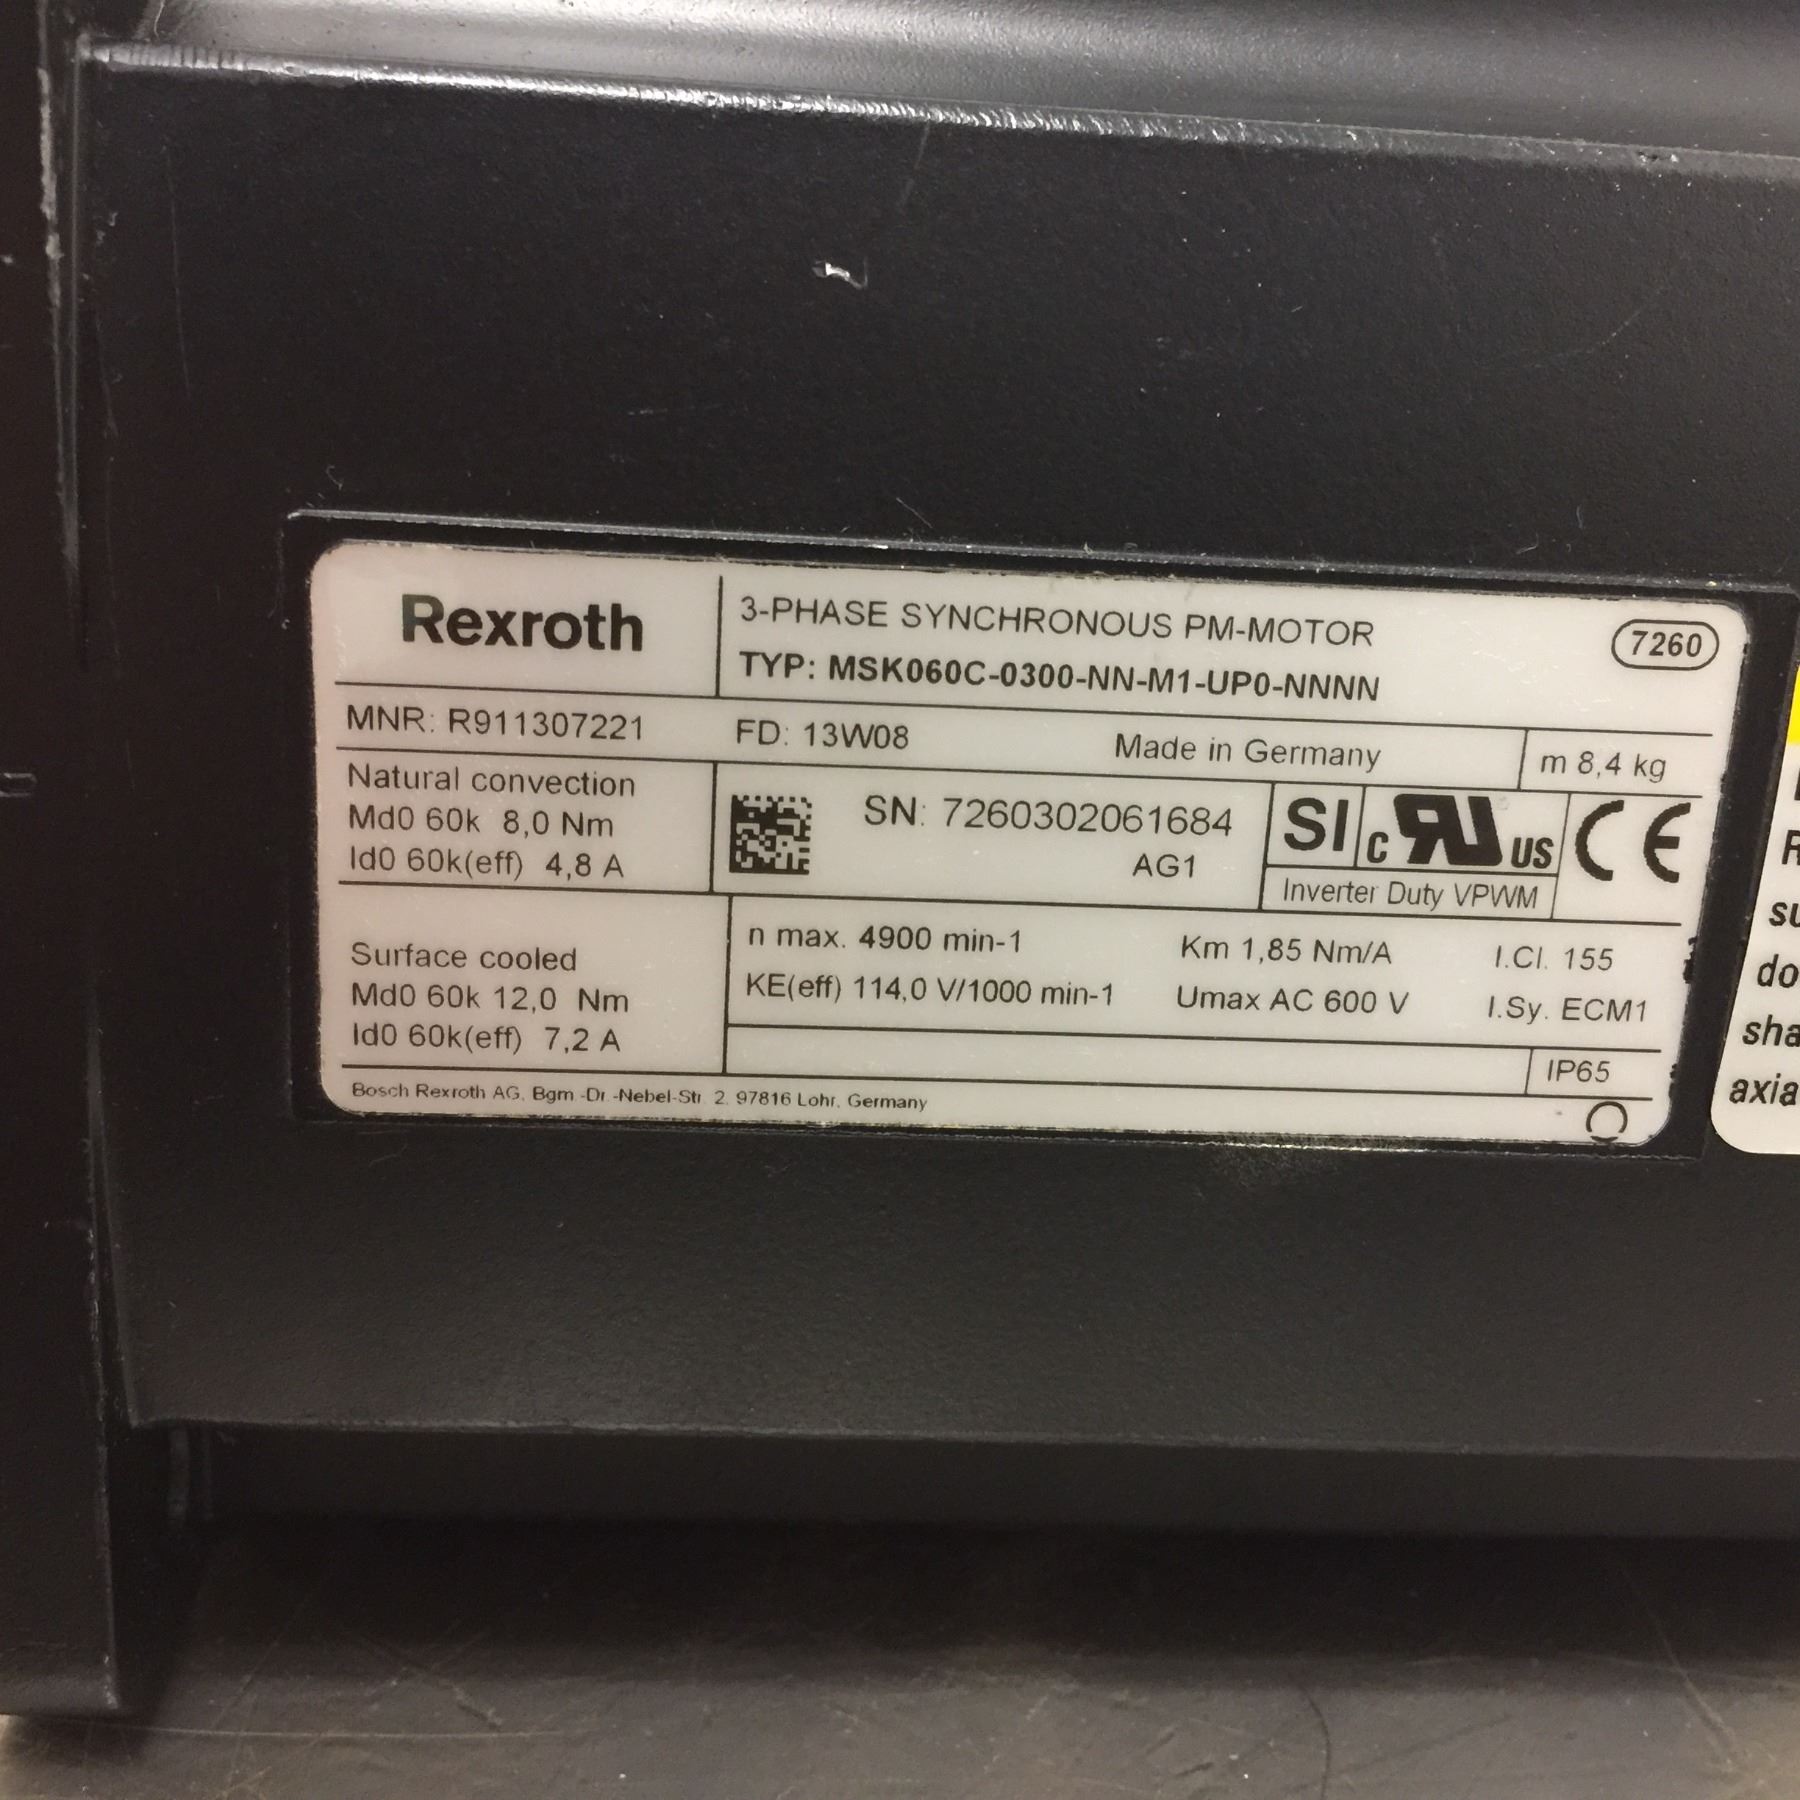 Rexroth
3-PHASE SYNCHRONOUS PM-MOTOR
7260
TYP: MSK060C-0300-NN-M1-UP0-NNNN
MNR: R911307221 FD: 13W08 Made in Germany m 8,4 kg
Natural convection
Md0 60k 8,0 Nm
Id0 60k(eff) 4,8 A
SN: 7260302061684
AG1
SI c RU US CE
Inverter Duty VPWM
Surface cooled
Md0 60k 12,0 Nm
Id0 60k(eff) 7,2 A
n max. 4900 min-1 Km 1,85 Nm/A I.Cl. 155
KE(eff) 114,0 V/1000 min-1 Umax AC 600 V I.Sy. ECM1
IP65
Bosch Rexroth AG, Bgm.-Dr.-Nebel-Str. 2, 97816 Lohr, Germany
do
sha
axia